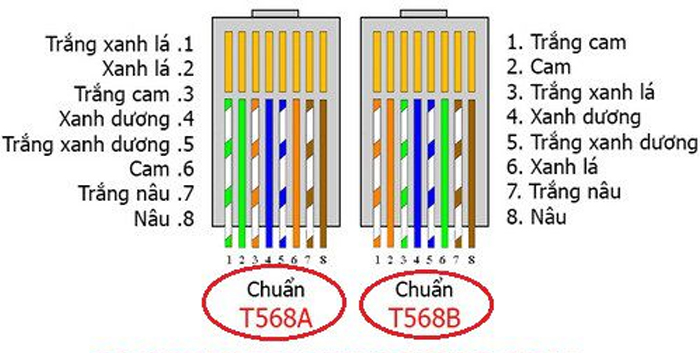 Trắng xanh lá .1
Xanh lá .2
Trắng cam .3
Xanh dương .4
Trắng xanh dương .5
Cam .6
Trắng nâu .7
Nâu .8
1. Trắng cam
2. Cam
3. Trắng xanh lá
4. Xanh dương
5. Trắng xanh dương
6. Xanh lá
7. Trắng nâu
8. Nâu
1 2 3 4 5 6 7 8
1 2 3 4 5 6 7 8
Chuẩn
T568A
Chuẩn
T568B